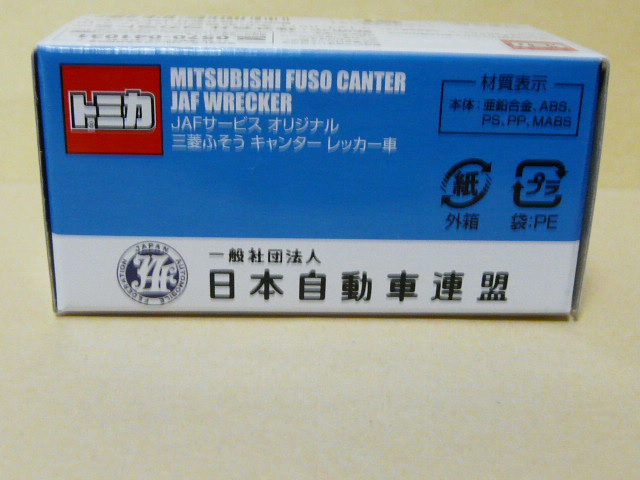 トミカ
MITSUBISHI FUSO CANTER
JAF WRECKER
JAFサービス オリジナル
三菱ふそう キャンター レッカー車
材質表示
本体:亜鉛合金、ABS、
PS、PP、MABS
紙
外箱
プラ
袋:PE
JAPAN AUTOMOBILE FEDERATION
JAF
一般社団法人
日本自動車連盟